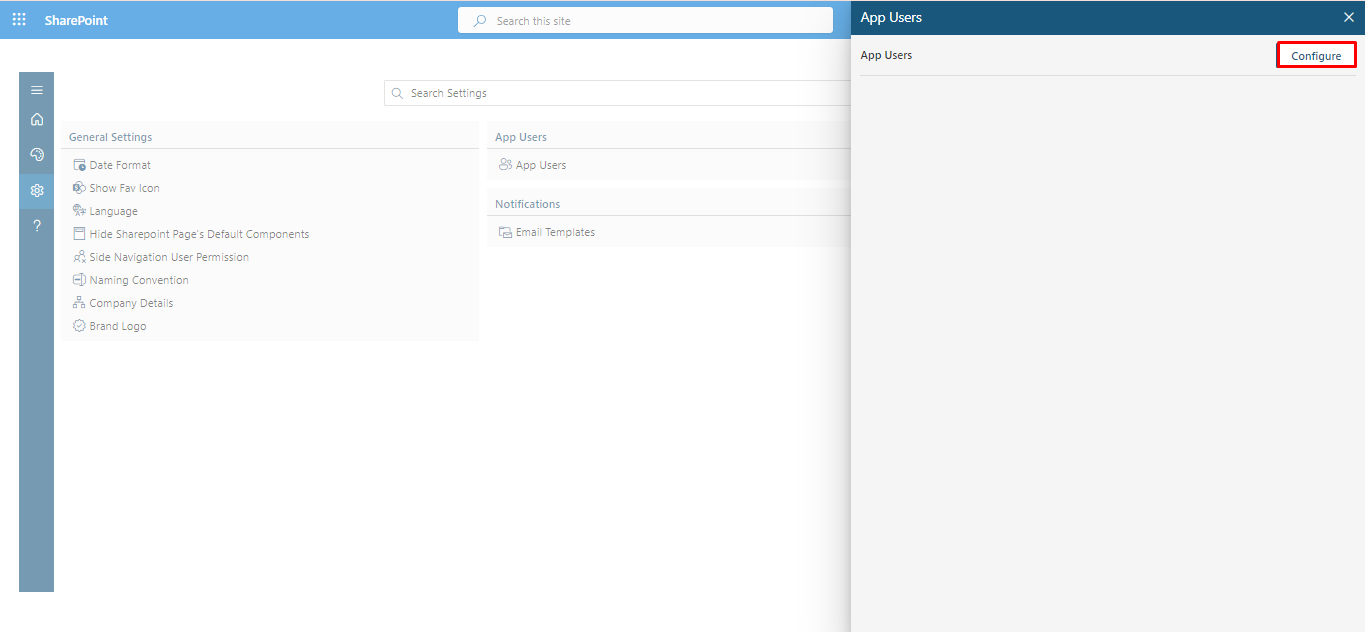 SharePoint
Search this site
App Users
App Users
Configure
Search Settings
General Settings
Date Format
Show Fav Icon
Language
Hide Sharepoint Page's Default Components
Side Navigation User Permission
Naming Convention
Company Details
Brand Logo
App Users
App Users
Notifications
Email Templates